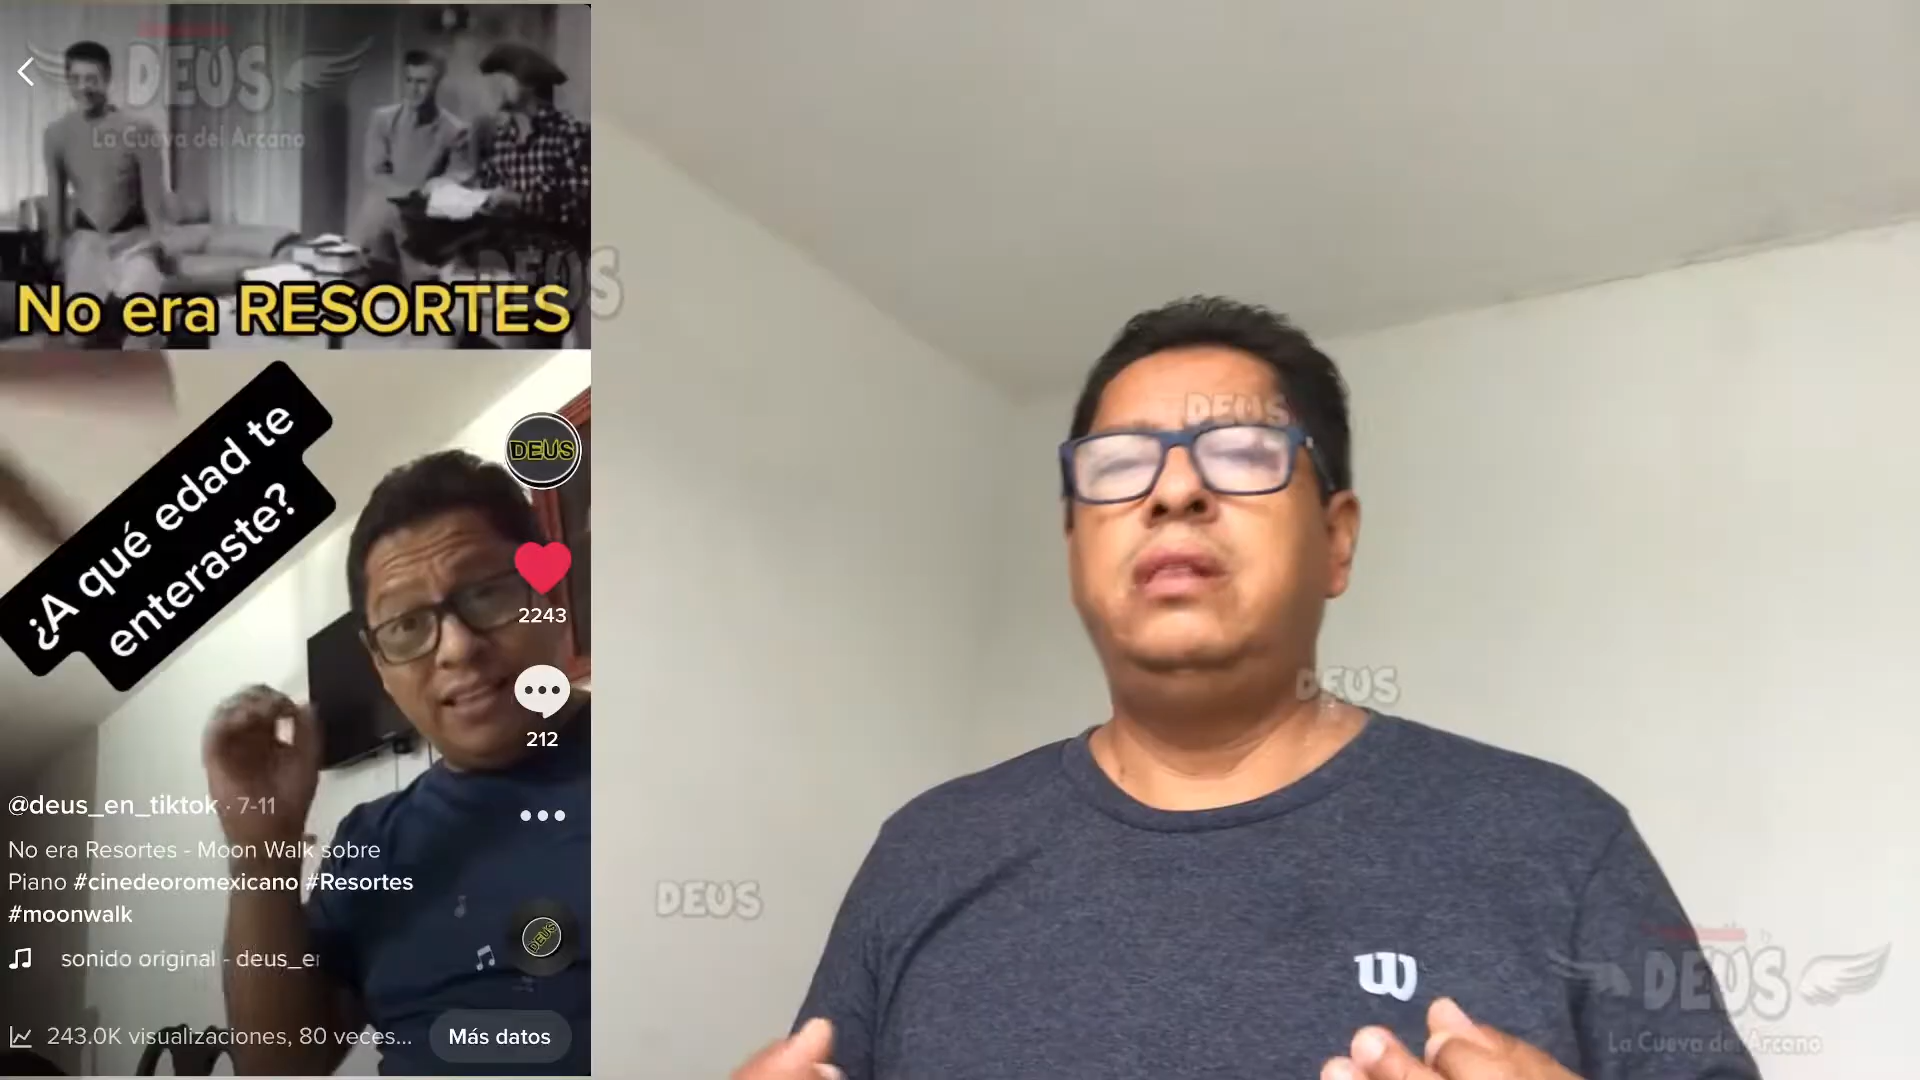 DEUS
La Cueva del Arcano
DEUS
No era RESORTES
¿A qué edad te
enteraste?
DEUS
2243
212
@deus_en_tiktok · 7-11
No era Resortes - Moon Walk sobre
Piano #cinedeoromexicano #Resortes
#moonwalk
sonido original - deus_e
DEUS
243.0K visualizaciones, 80 veces...
Más datos
DEUS
DEUS
DEUS
W
DEUS
La Cueva del Arcano